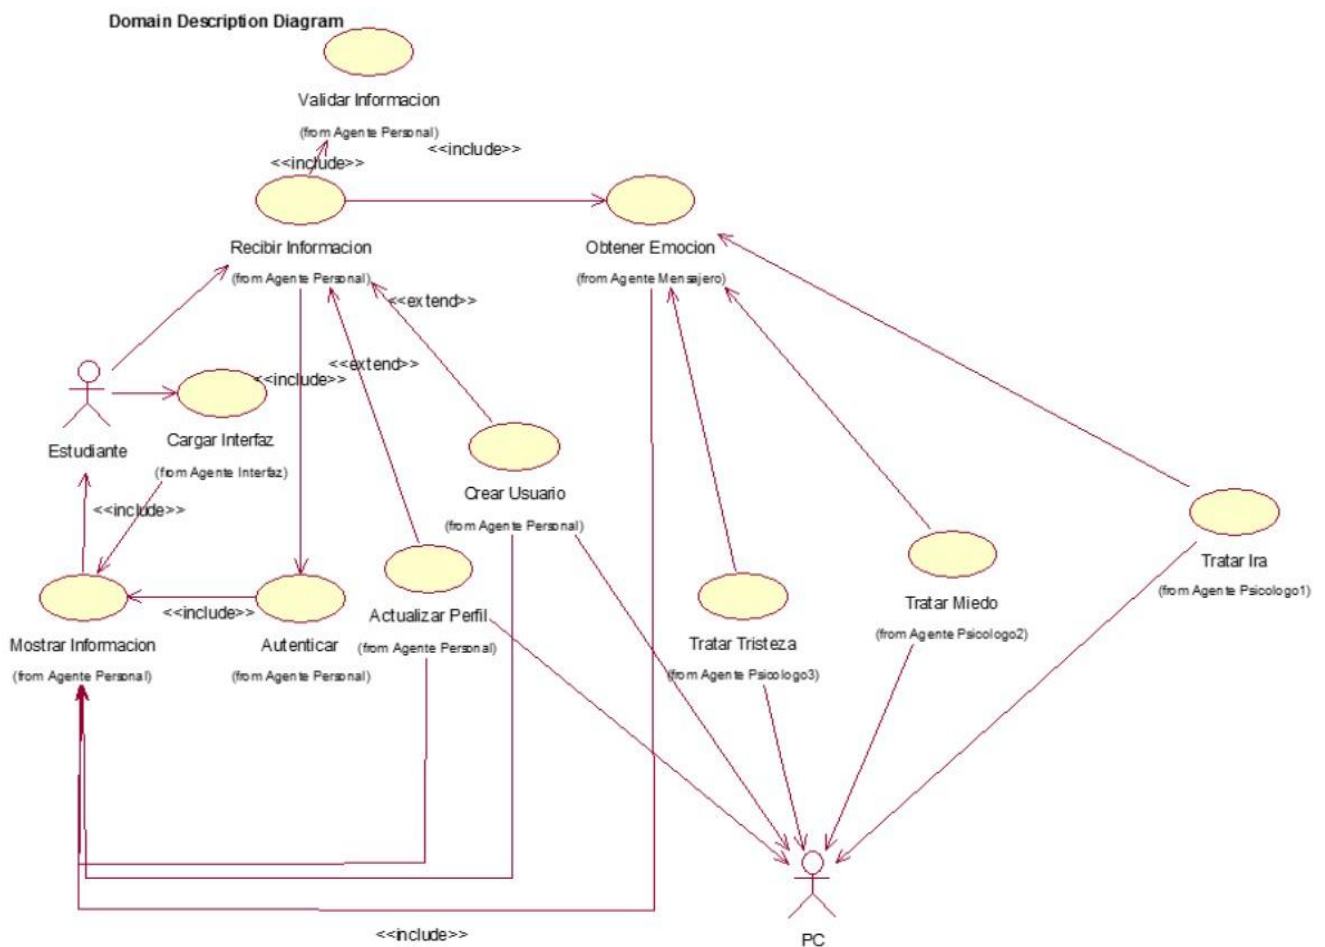 Domain Description Diagram
Validar Informacion
(from Agente Personal)
<<include>>
<<include>>
Recibir Informacion
(from Agente Personal)
Obtener Emocion
(from Agente Mensajero)
<<extend>>
<<extend>>
<<include>>
Estudiante
Cargar Interfaz
(from Agente Interfaz)
<<include>>
Crear Usuario
(from Agente Personal)
Tratar Ira
(from Agente Psicologo1)
Tratar Miedo
(from Agente Psicologo2)
Tratar Tristeza
(from Agente Psicologo3)
<<include>>
Actualizar Perfil
(from Agente Personal)
Mostrar Informacion
(from Agente Personal)
Autenticar
(from Agente Personal)
<<include>>
PC